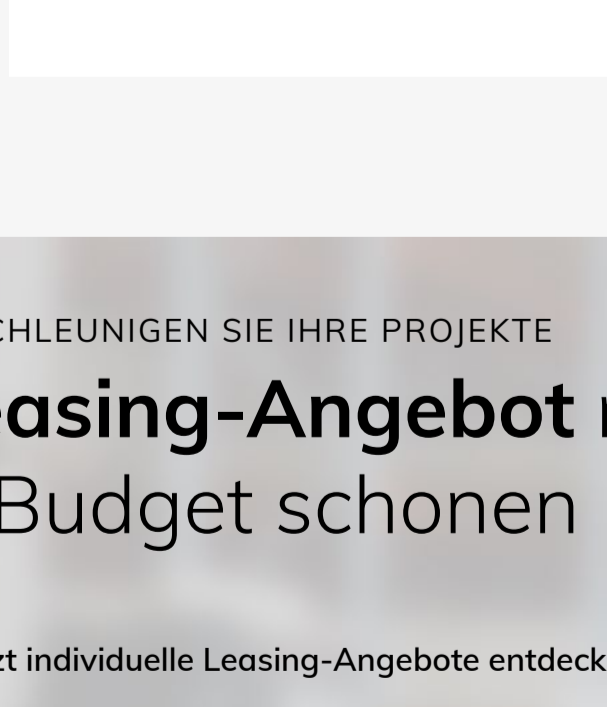 CHLEUNIGEN SIE IHRE PROJEKTE
easing-Angebot
Budget schonen
zt individuelle Leasing-Angebote entdeck